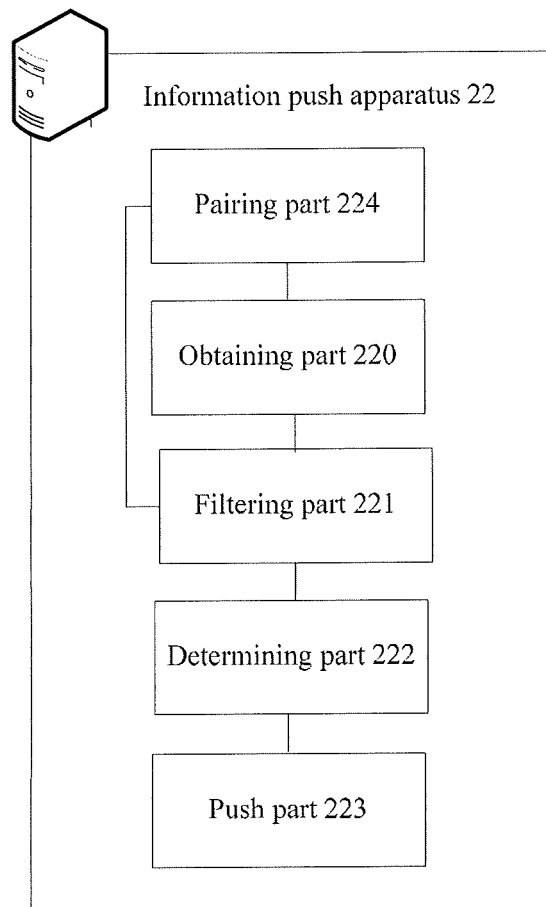 Information push apparatus 22
Pairing part 224
Obtaining part 220
Filtering part 221
Determining part 222
Push part 223